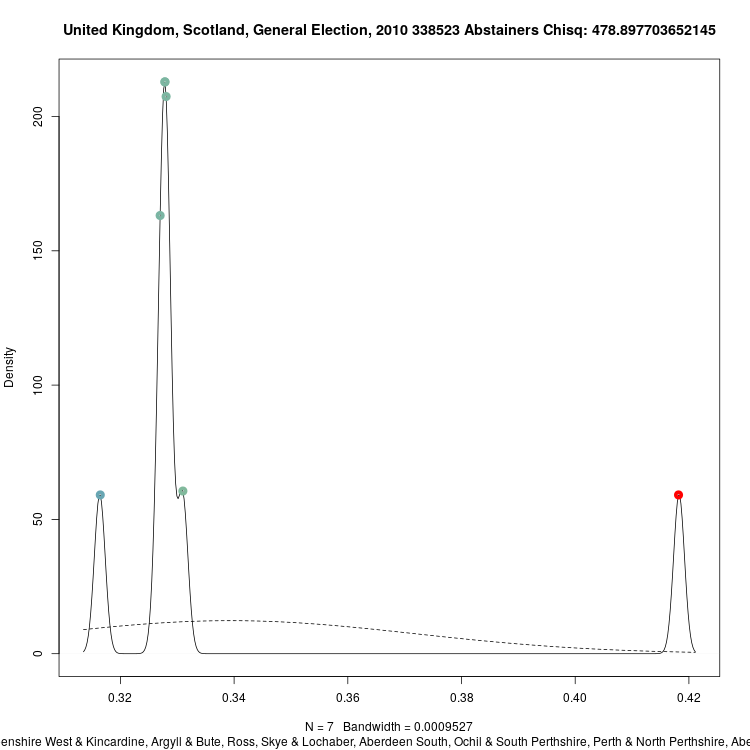 United Kingdom, Scotland, General Election, 2010 338523 Abstainers Chisq: 478.897703652145
Density
200
150
100
50
0
0.32 0.34 0.36 0.38 0.40 0.42
N = 7 Bandwidth = 0.0009527
enshire West & Kincardine, Argyll & Bute, Ross, Skye & Lochaber, Aberdeen South, Ochil & South Perthshire, Perth & North Perthshire, Abe